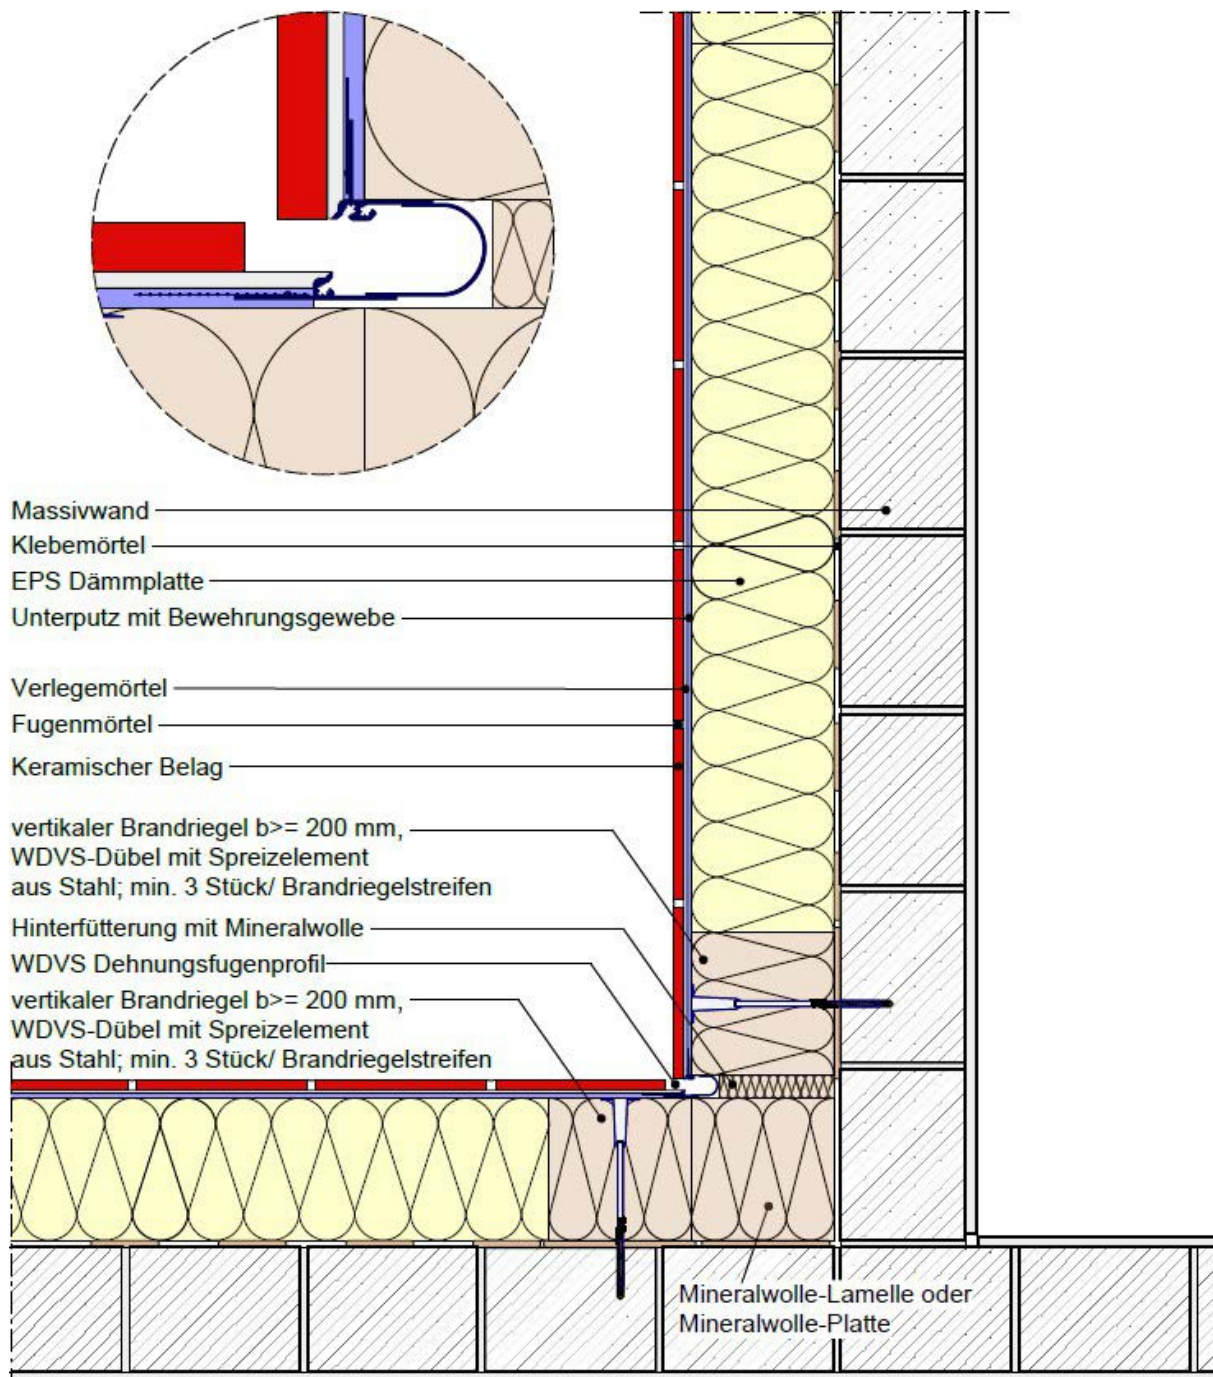 Massivwand
Klebemörtel
EPS Dämmplatte
Unterputz mit Bewehrungsgewebe
Verlegemörtel
Fugenmörtel
Keramischer Belag
vertikaler Brandriegel b>= 200 mm,
WDVS-Dübel mit Spreizelement
aus Stahl; min. 3 Stück/ Brandriegelstreifen
Hinterfütterung mit Mineralwolle
WDVS Dehnungsfugenprofil
vertikaler Brandriegel b>= 200 mm,
WDVS-Dübel mit Spreizelement
aus Stahl; min. 3 Stück/ Brandriegelstreifen
Mineralwolle-Lamelle oder
Mineralwolle-Platte